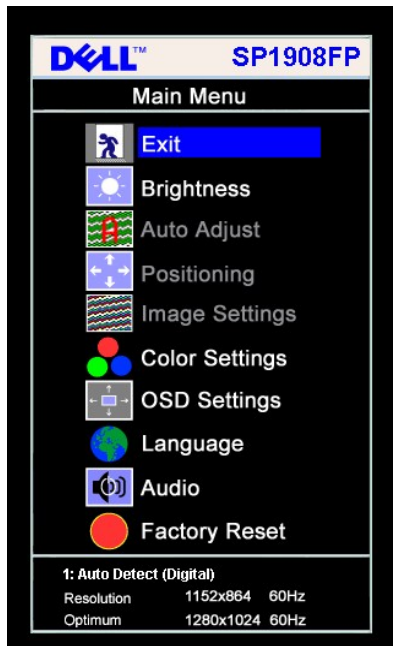 DELL™ SP1908FP
Main Menu
Exit
Brightness
Auto Adjust
Positioning
Image Settings
Color Settings
OSD Settings
Language
Audio
Factory Reset
1: Auto Detect (Digital)
Resolution 1152x864 60Hz
Optimum 1280x1024 60Hz